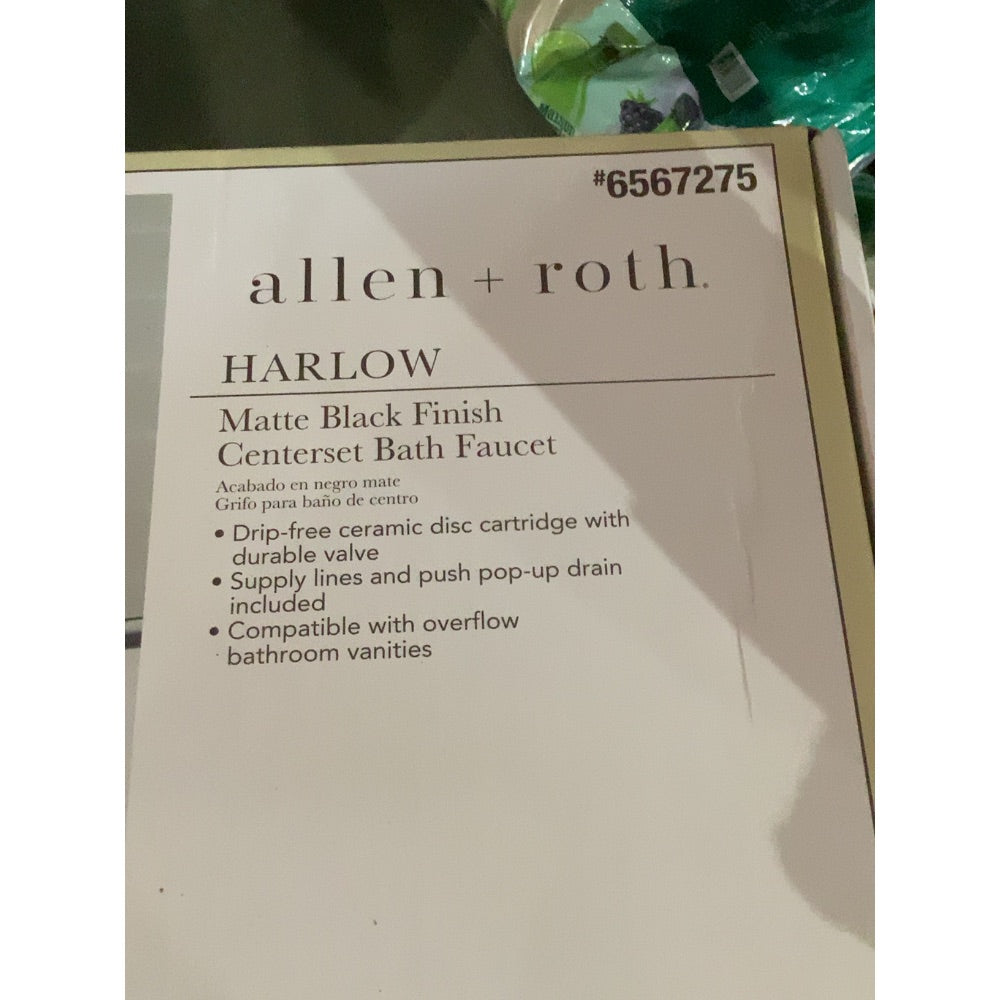 #6567275
allen + roth.
HARLOW
Matte Black Finish
Centerset Bath Faucet
Acabado en negro mate
Grifo para baño de centro
• Drip-free ceramic disc cartridge with
durable valve
• Supply lines and push pop-up drain
included
• Compatible with overflow
bathroom vanities